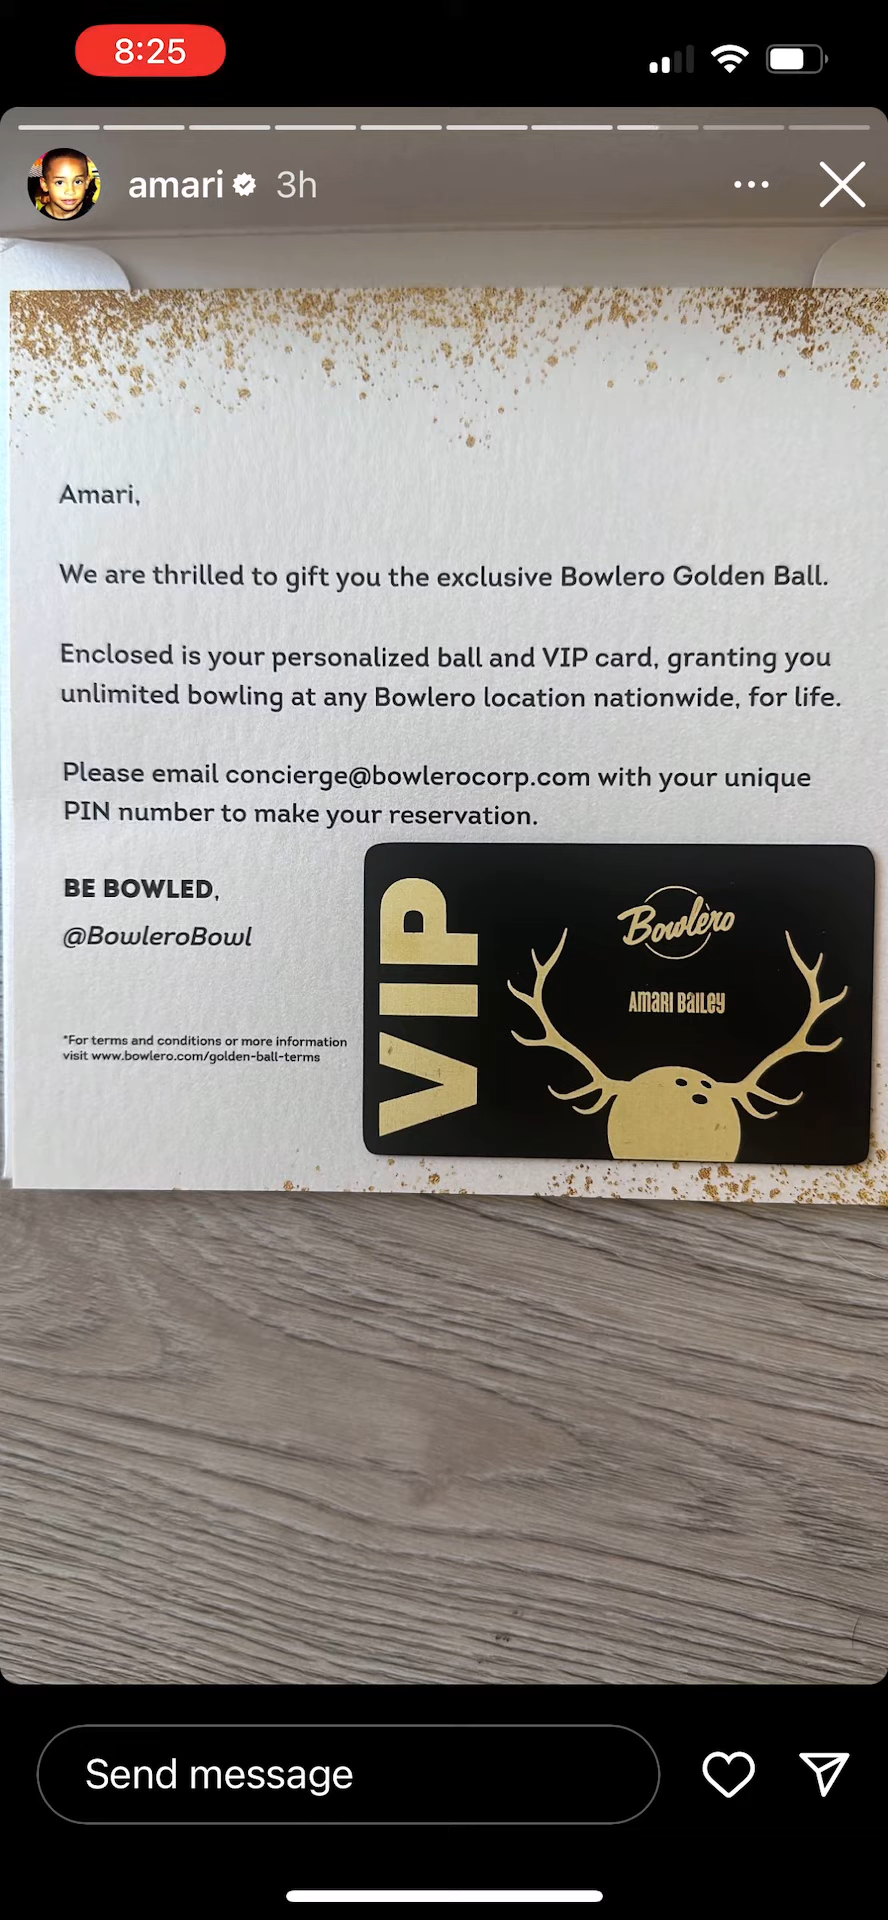 8:25
amari 3h
Amari,
We are thrilled to gift you the exclusive Bowlero Golden Ball.
Enclosed is your personalized ball and VIP card, granting you
unlimited bowling at any Bowlero location nationwide, for life.
Please email concierge@bowlerocorp.com with your unique
PIN number to make your reservation.
BE BOWLED,
@BowleroBowl
*For terms and conditions or more information
visit www.bowlero.com/golden-ball-terms
VIP
Bowlero
AMARI BAILEY
Send message